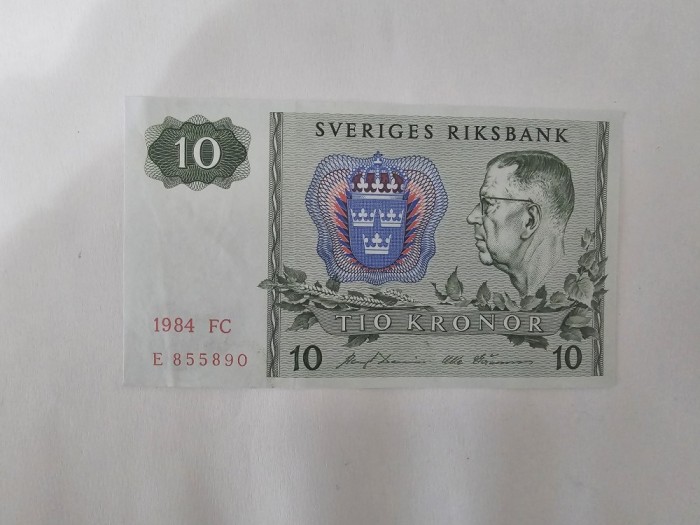 SVERIGES RIKSBANK
10
1984 FC
E 855890
TIO KRONOR
10
10